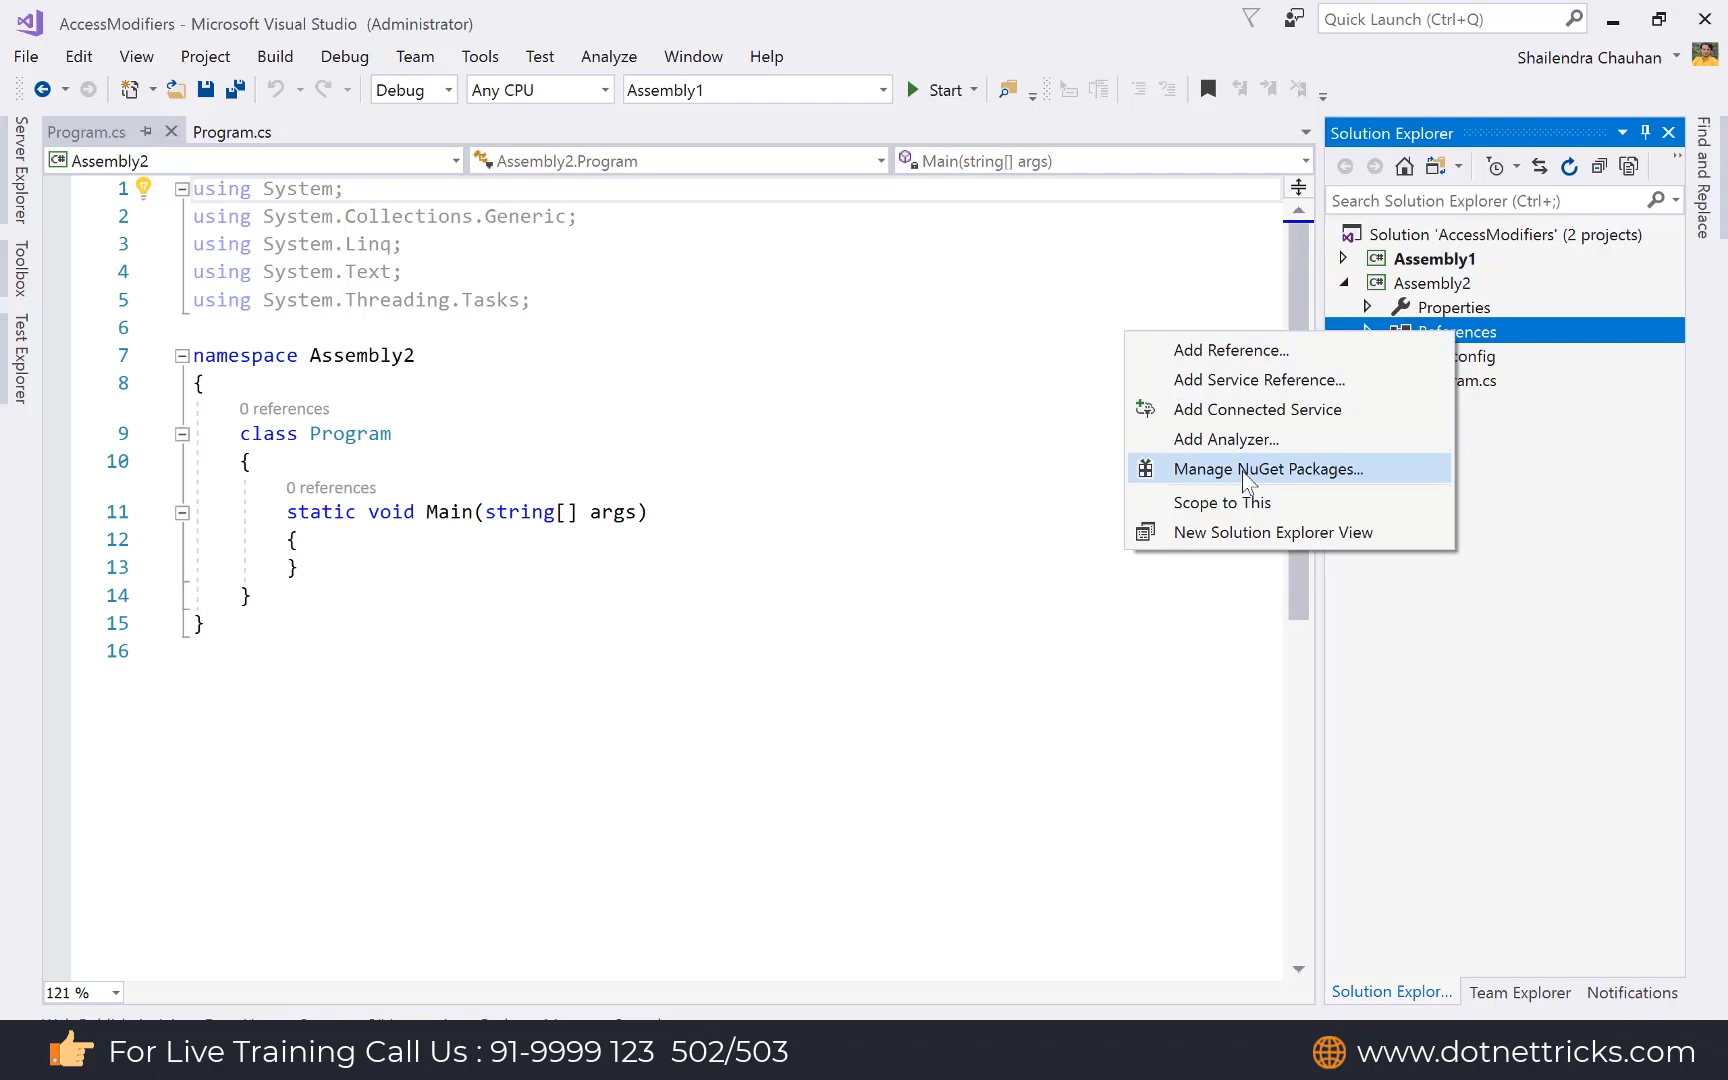 AccessModifiers - Microsoft Visual Studio (Administrator)
Quick Launch (Ctrl+Q)
File Edit View Project Build Debug Team Tools Test Analyze Window Help
Shailendra Chauhan
Debug Any CPU Assembly1 Start
Server Explorer
Toolbox
Test Explorer
Program.cs Program.cs
Assembly2 Assembly2.Program Main(string[] args)
1 using System;
2 using System.Collections.Generic;
3 using System.Linq;
4 using System.Text;
5 using System.Threading.Tasks;
6
7 namespace Assembly2
8 {
0 references
9 class Program
10 {
0 references
11 static void Main(string[] args)
12 {
13 }
14 }
15 }
16
121 %
Solution Explorer
Search Solution Explorer (Ctrl+;)
Solution 'AccessModifiers' (2 projects)
C# Assembly1
C# Assembly2
Properties
References
Add Reference...
Add Service Reference...
Add Connected Service
Add Analyzer...
Manage NuGet Packages...
Scope to This
New Solution Explorer View
Find and Replace
Solution Explor... Team Explorer Notifications
For Live Training Call Us : 91-9999 123 502/503
www.dotnettricks.com